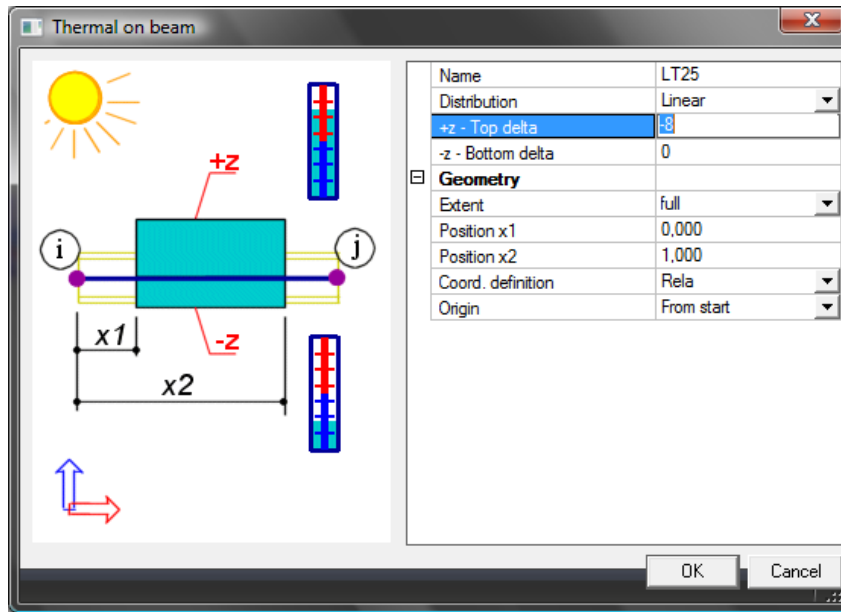 Thermal on beam
x
+z
i
j
-z
x1
x2
Name LT25
Distribution Linear
+z - Top delta -8
-z - Bottom delta 0
Geometry
Extent full
Position x1 0,000
Position x2 1,000
Coord. definition Rela
Origin From start
OK Cancel